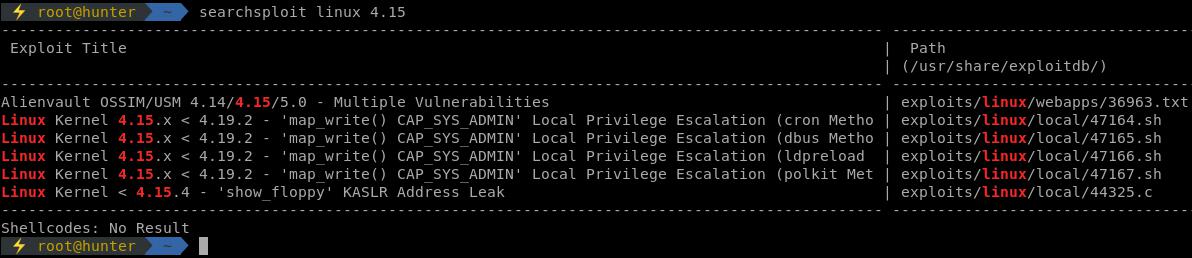 ⚡ root@hunter ~ searchsploit linux 4.15
---------------------------------------------------------------------------------------------------- ----------------------------------
Exploit Title | Path
| (/usr/share/exploitdb/)
---------------------------------------------------------------------------------------------------- ----------------------------------
Alienvault OSSIM/USM 4.14/4.15/5.0 - Multiple Vulnerabilities | exploits/linux/webapps/36963.txt
Linux Kernel 4.15.x < 4.19.2 - 'map_write() CAP_SYS_ADMIN' Local Privilege Escalation (cron Metho | exploits/linux/local/47164.sh
Linux Kernel 4.15.x < 4.19.2 - 'map_write() CAP_SYS_ADMIN' Local Privilege Escalation (dbus Metho | exploits/linux/local/47165.sh
Linux Kernel 4.15.x < 4.19.2 - 'map_write() CAP_SYS_ADMIN' Local Privilege Escalation (ldpreload | exploits/linux/local/47166.sh
Linux Kernel 4.15.x < 4.19.2 - 'map_write() CAP_SYS_ADMIN' Local Privilege Escalation (polkit Met | exploits/linux/local/47167.sh
Linux Kernel < 4.15.4 - 'show_floppy' KASLR Address Leak | exploits/linux/local/44325.c
---------------------------------------------------------------------------------------------------- ----------------------------------
Shellcodes: No Result
⚡ root@hunter ~